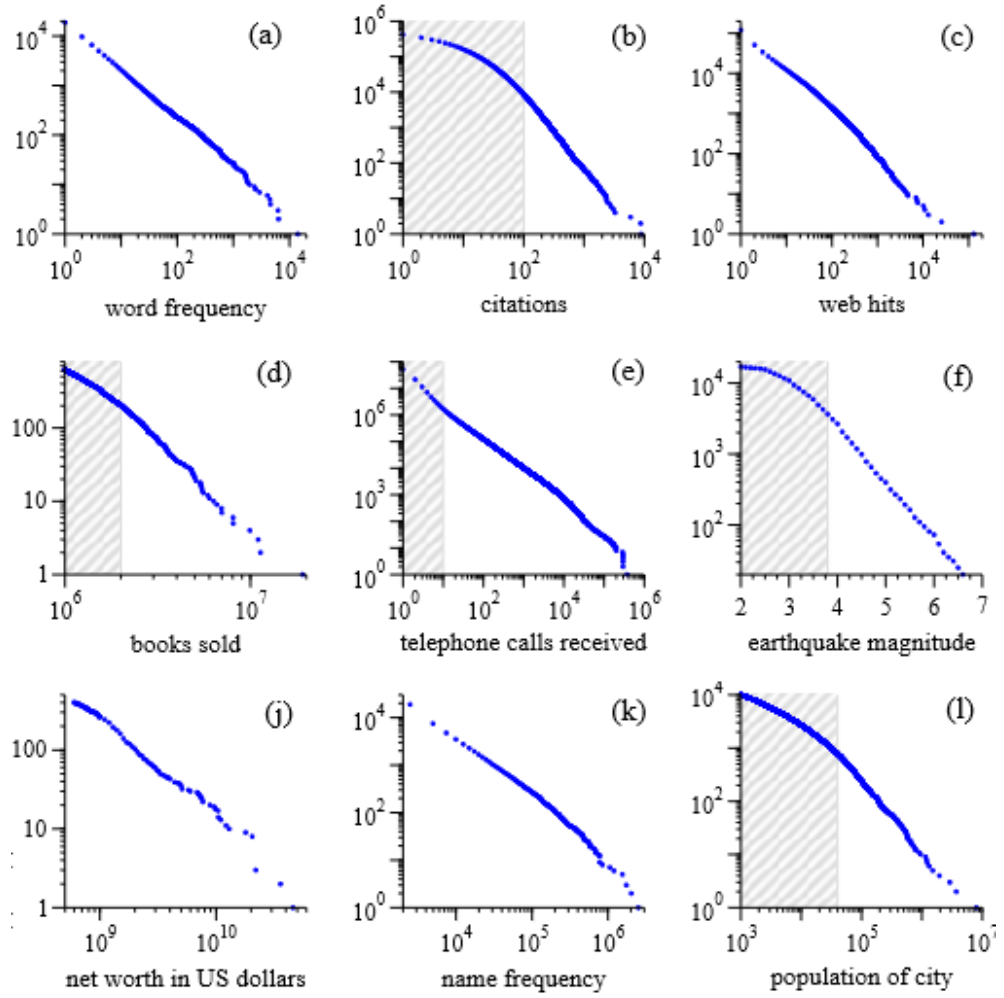 (a)
10^4
10^2
10^0
10^0 10^2 10^4
word frequency
(b)
10^6
10^4
10^2
10^0
10^0 10^2 10^4
citations
(c)
10^4
10^2
10^0
10^0 10^2 10^4
web hits
(d)
100
10
1
10^6 10^7
books sold
(e)
10^6
10^3
10^0
10^0 10^2 10^4 10^6
telephone calls received
(f)
10^4
10^2
2 3 4 5 6 7
earthquake magnitude
(j)
100
10
1
10^9 10^10
net worth in US dollars
(k)
10^4
10^2
10^0
10^4 10^5 10^6
name frequency
(l)
10^4
10^2
10^0
10^3 10^5 10^7
population of city